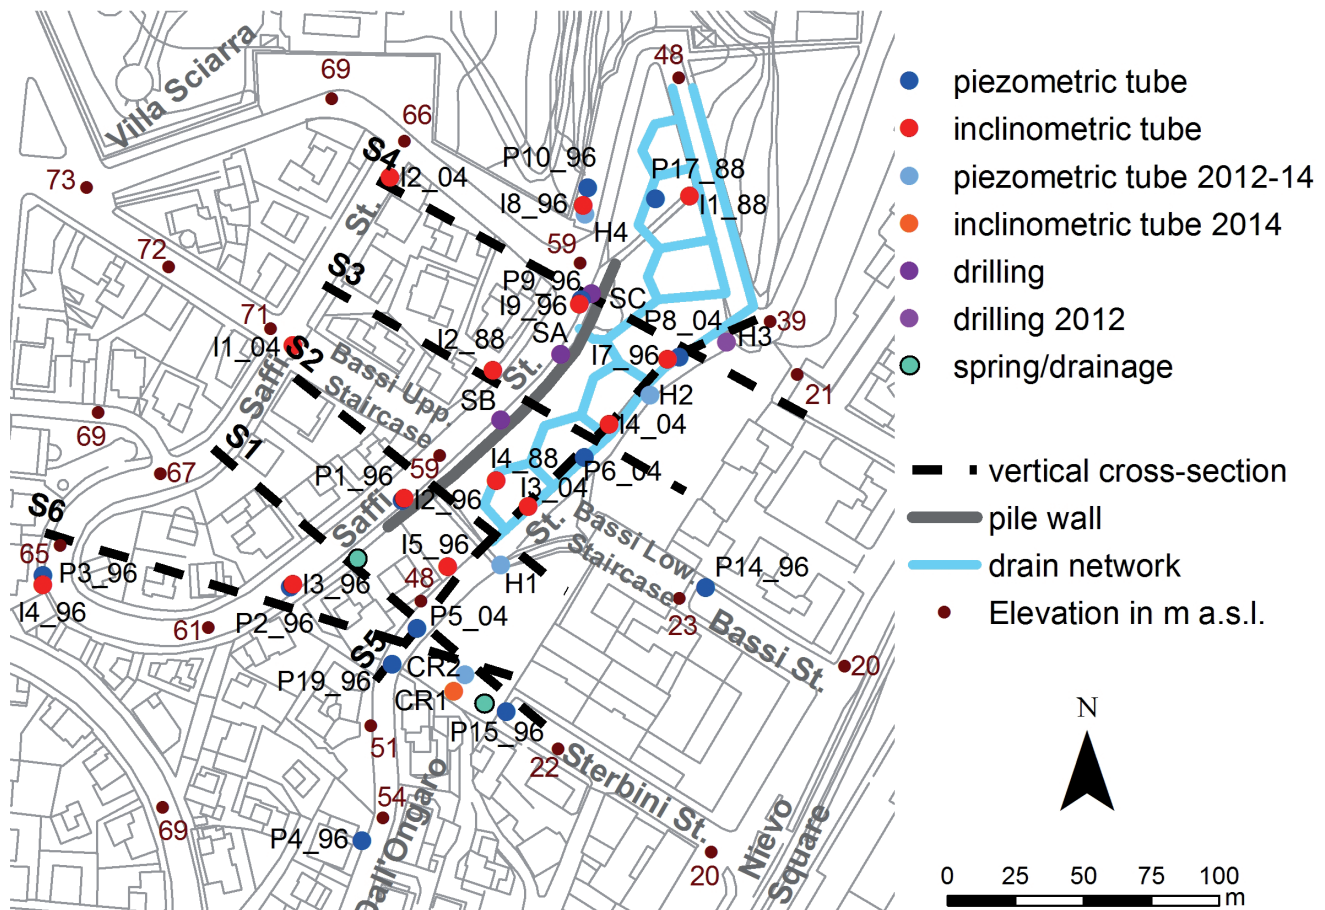 Villa Sciarra
69
66
48
73
72
71
S4
I2_04
St.
P10_96
I8_96
H4
P17_88
I1_88
59
S3
P9_96
I9_96
SC
SA
P8_04
I7_96
H3
39
21
I1_04
S2
Bassi Upp.
Staircase
I2_88
St.
SB
H2
I4_04
Saffi
S1
69
67
59
P1_96
I2_96
I4_88
I3_04
P6_04
Saffi
St.
Bassi Low.
Staircase
S6
65
P3_96
I4_96
I5_96
H1
P14_96
I3_96
P2_96
61
48
P5_04
23
Bassi St.
20
S5
P19_96
CR2
CR1
P15_96
51
22
Sterbini St.
54
69
P4_96
Dall'Ongaro
20
Nievo
Square
piezometric tube
inclinometric tube
piezometric tube 2012-14
inclinometric tube 2014
drilling
drilling 2012
spring/drainage
vertical cross-section
pile wall
drain network
Elevation in m a.s.l.
N
0 25 50 75 100
m